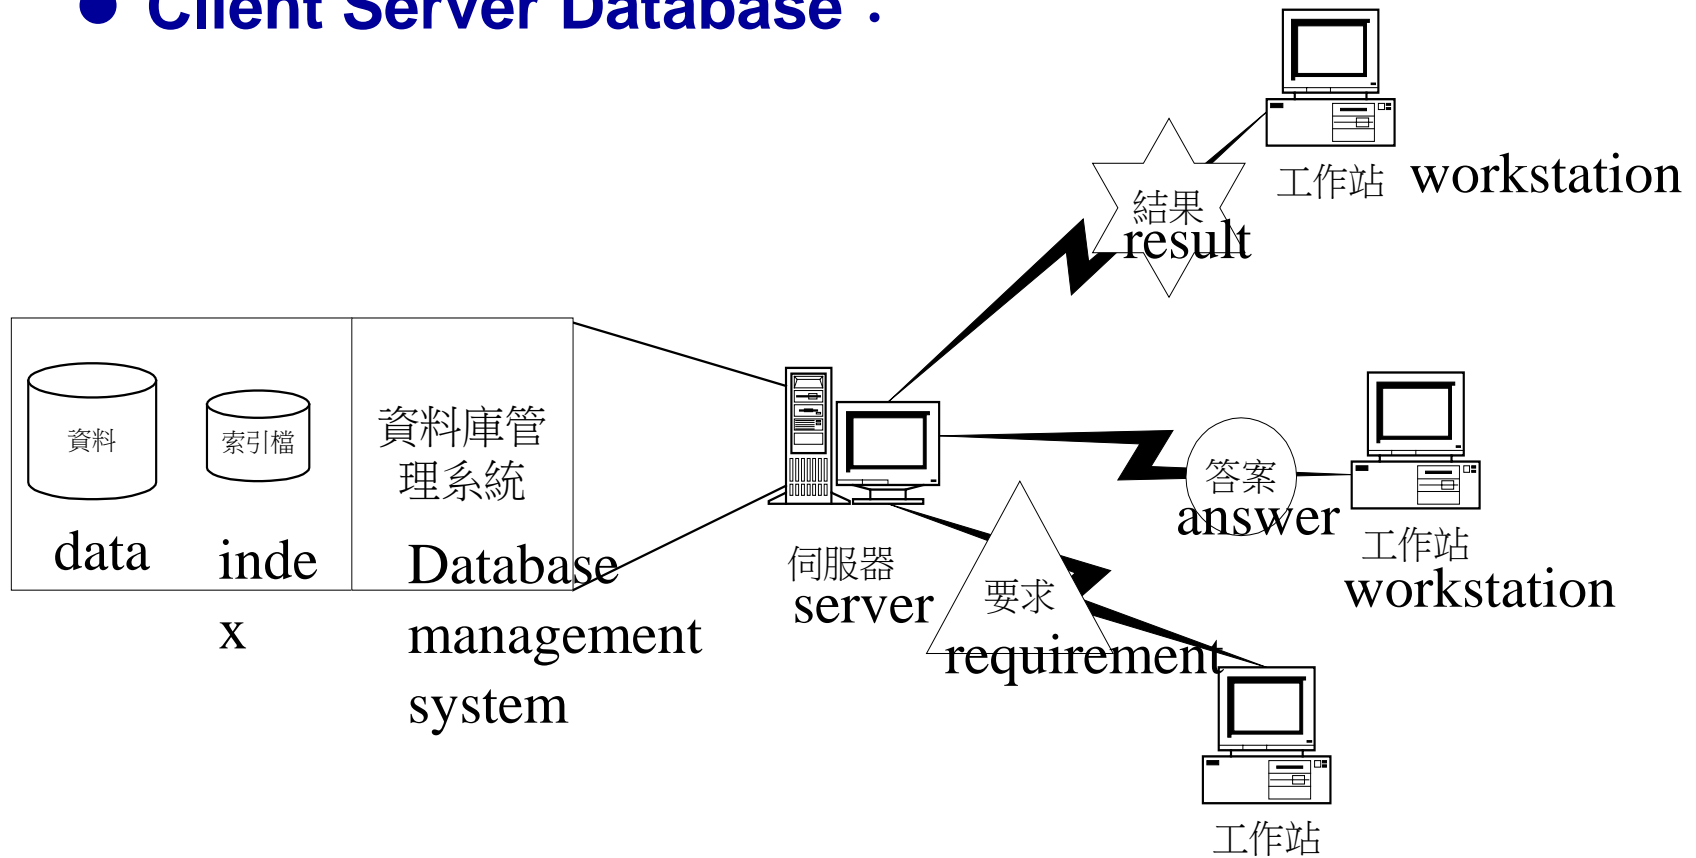 ● Client Server Database：
工作站 workstation
結果
result
資料
索引檔
資料庫管
理系統
data
inde
x
Database
management
system
伺服器
server
答案
answer
工作站
workstation
要求
requirement
工作站